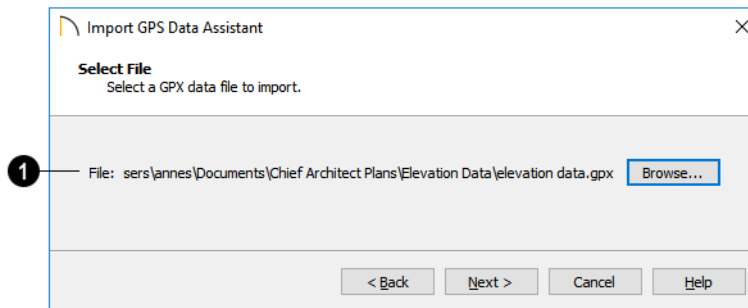 Import GPS Data Assistant
Select File
Select a GPX data file to import.
1 File: sers\annes\Documents\Chief Architect Plans\Elevation Data\elevation data.gpx Browse...
< Back Next > Cancel Help